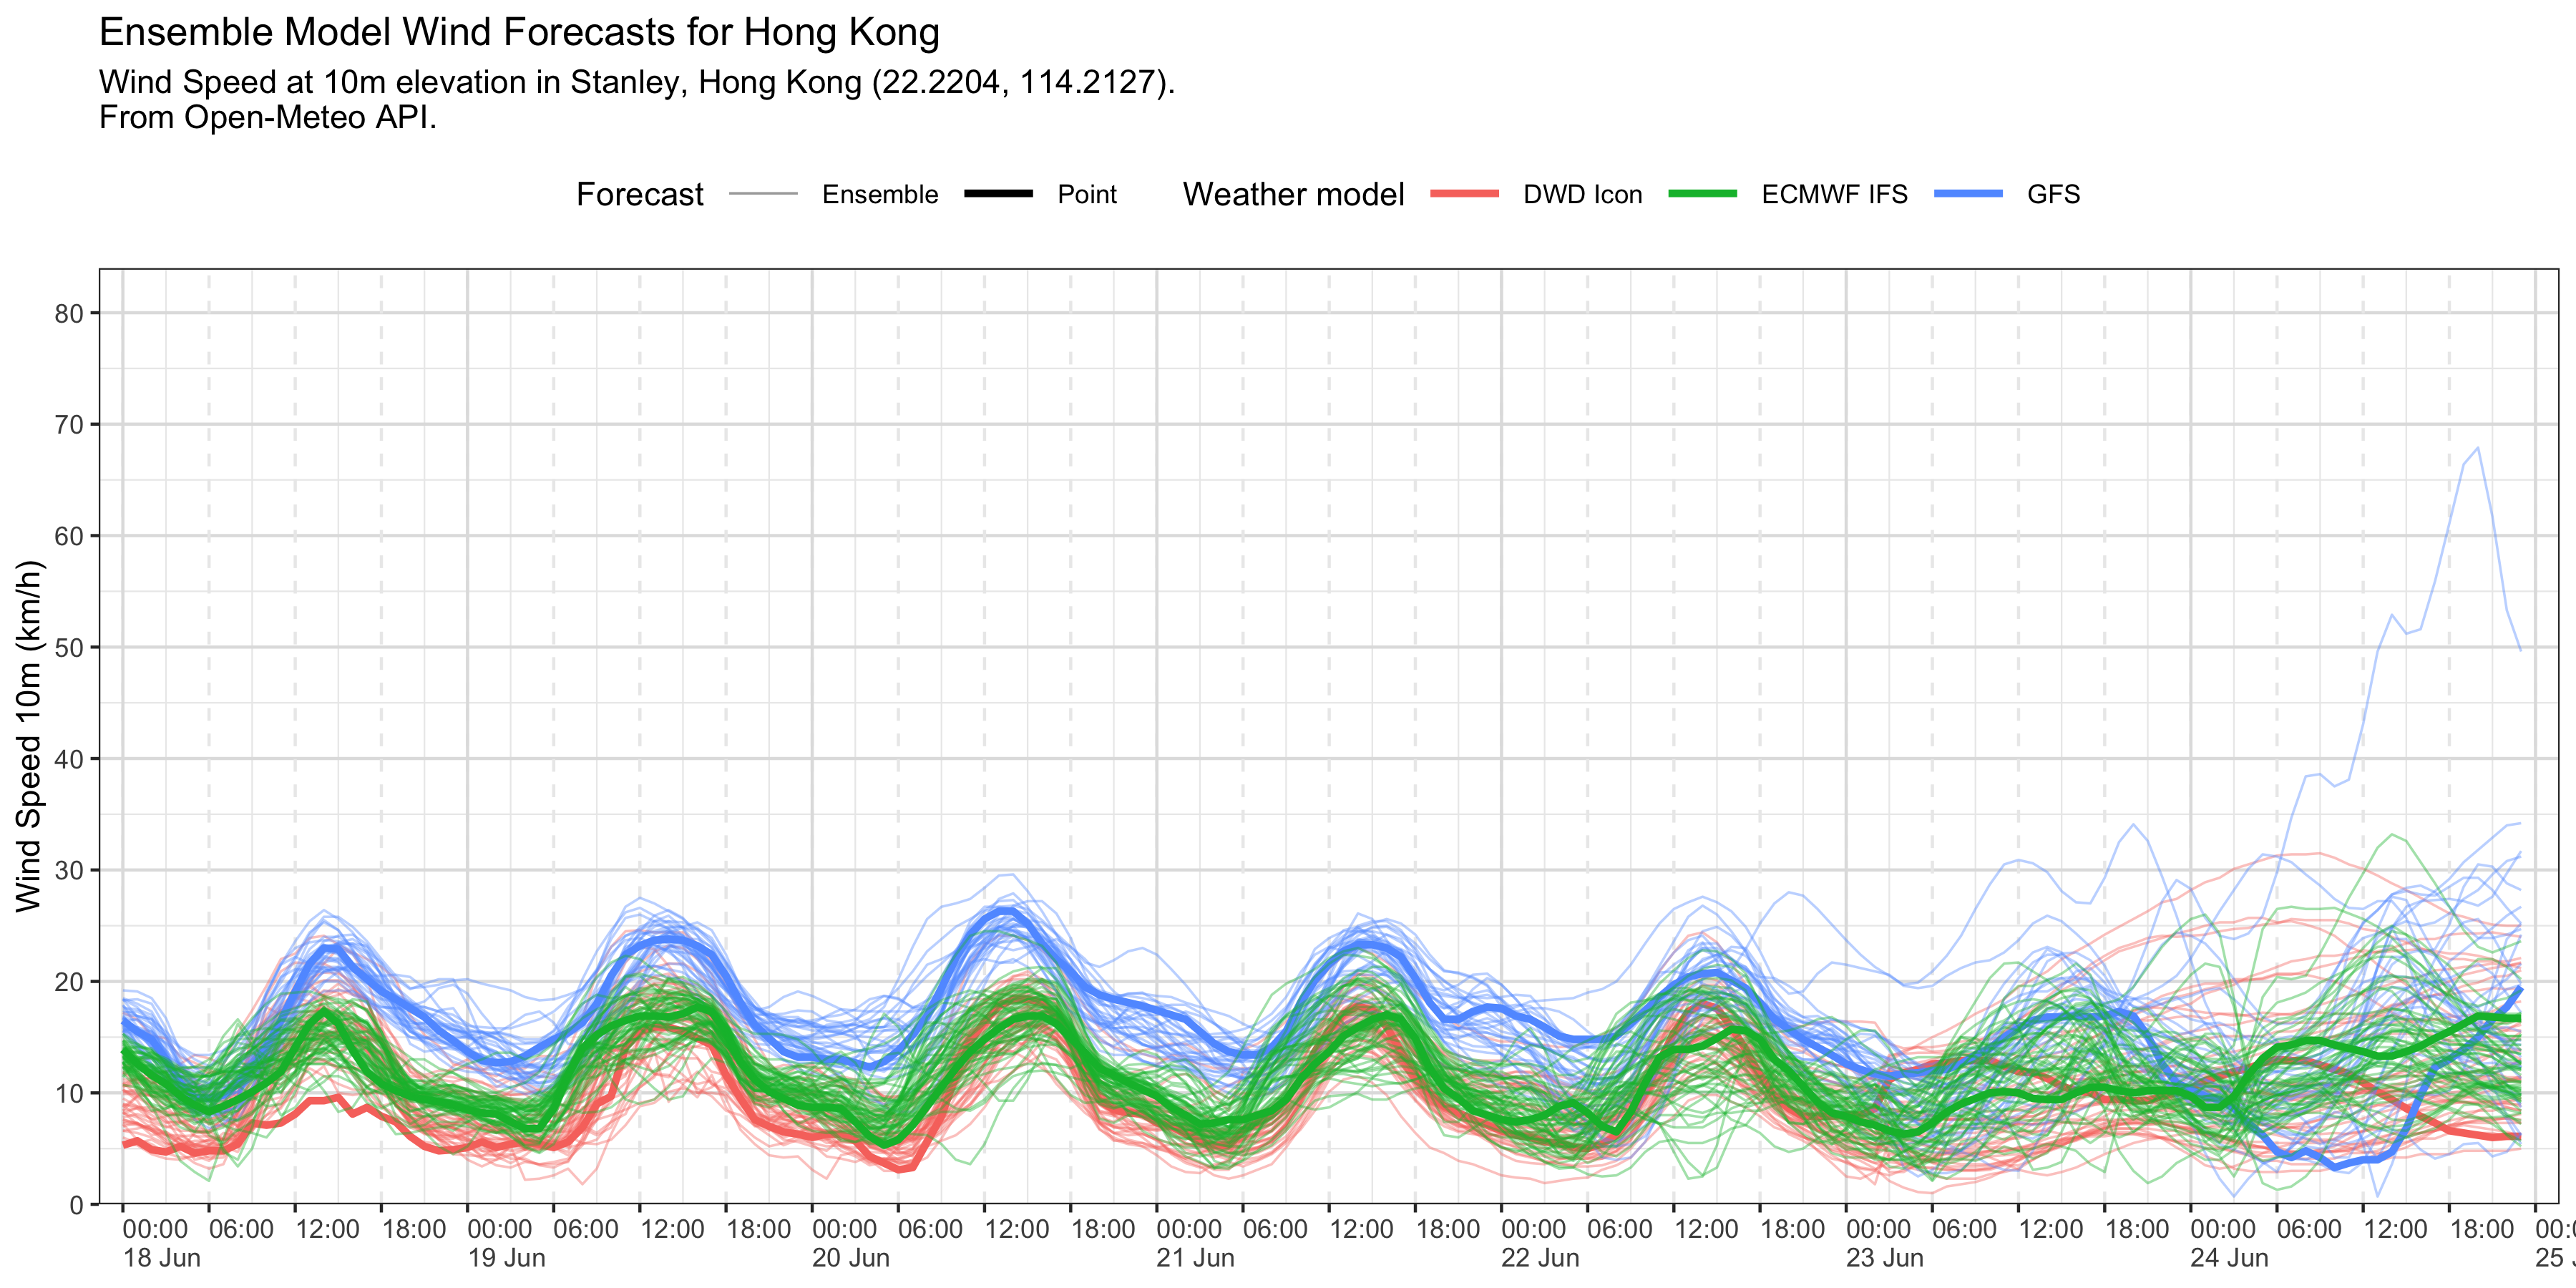 Ensemble Model Wind Forecasts for Hong Kong
Wind Speed at 10m elevation in Stanley, Hong Kong (22.2204, 114.2127).
From Open-Meteo API.
Forecast Ensemble Point Weather model DWD Icon ECMWF IFS GFS
Wind Speed 10m (km/h)
80
70
60
50
40
30
20
10
0
00:00 06:00 12:00 18:00 00:00 06:00 12:00 18:00 00:00 06:00 12:00 18:00 00:00 06:00 12:00 18:00 00:00 06:00 12:00 18:00 00:00 06:00 12:00 18:00 00:00 06:00 12:00 18:00 00:0
18 Jun 19 Jun 20 Jun 21 Jun 22 Jun 23 Jun 24 Jun 25